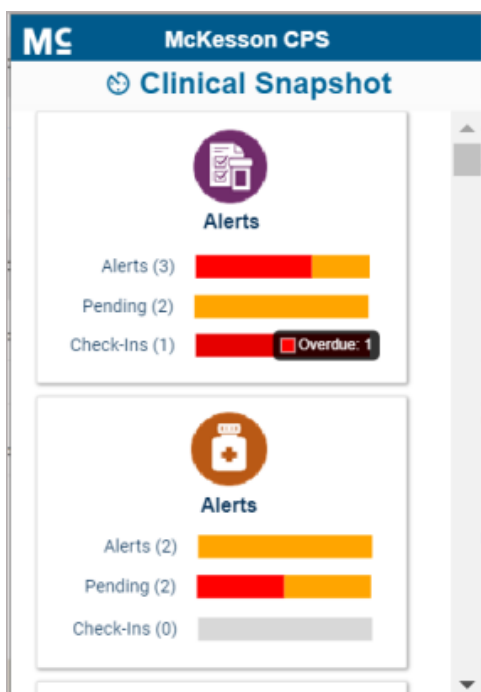 Mc McKesson CPS
Clinical Snapshot
Alerts
Alerts (3)
Pending (2)
Check-Ins (1)
Overdue: 1
Alerts
Alerts (2)
Pending (2)
Check-Ins (0)